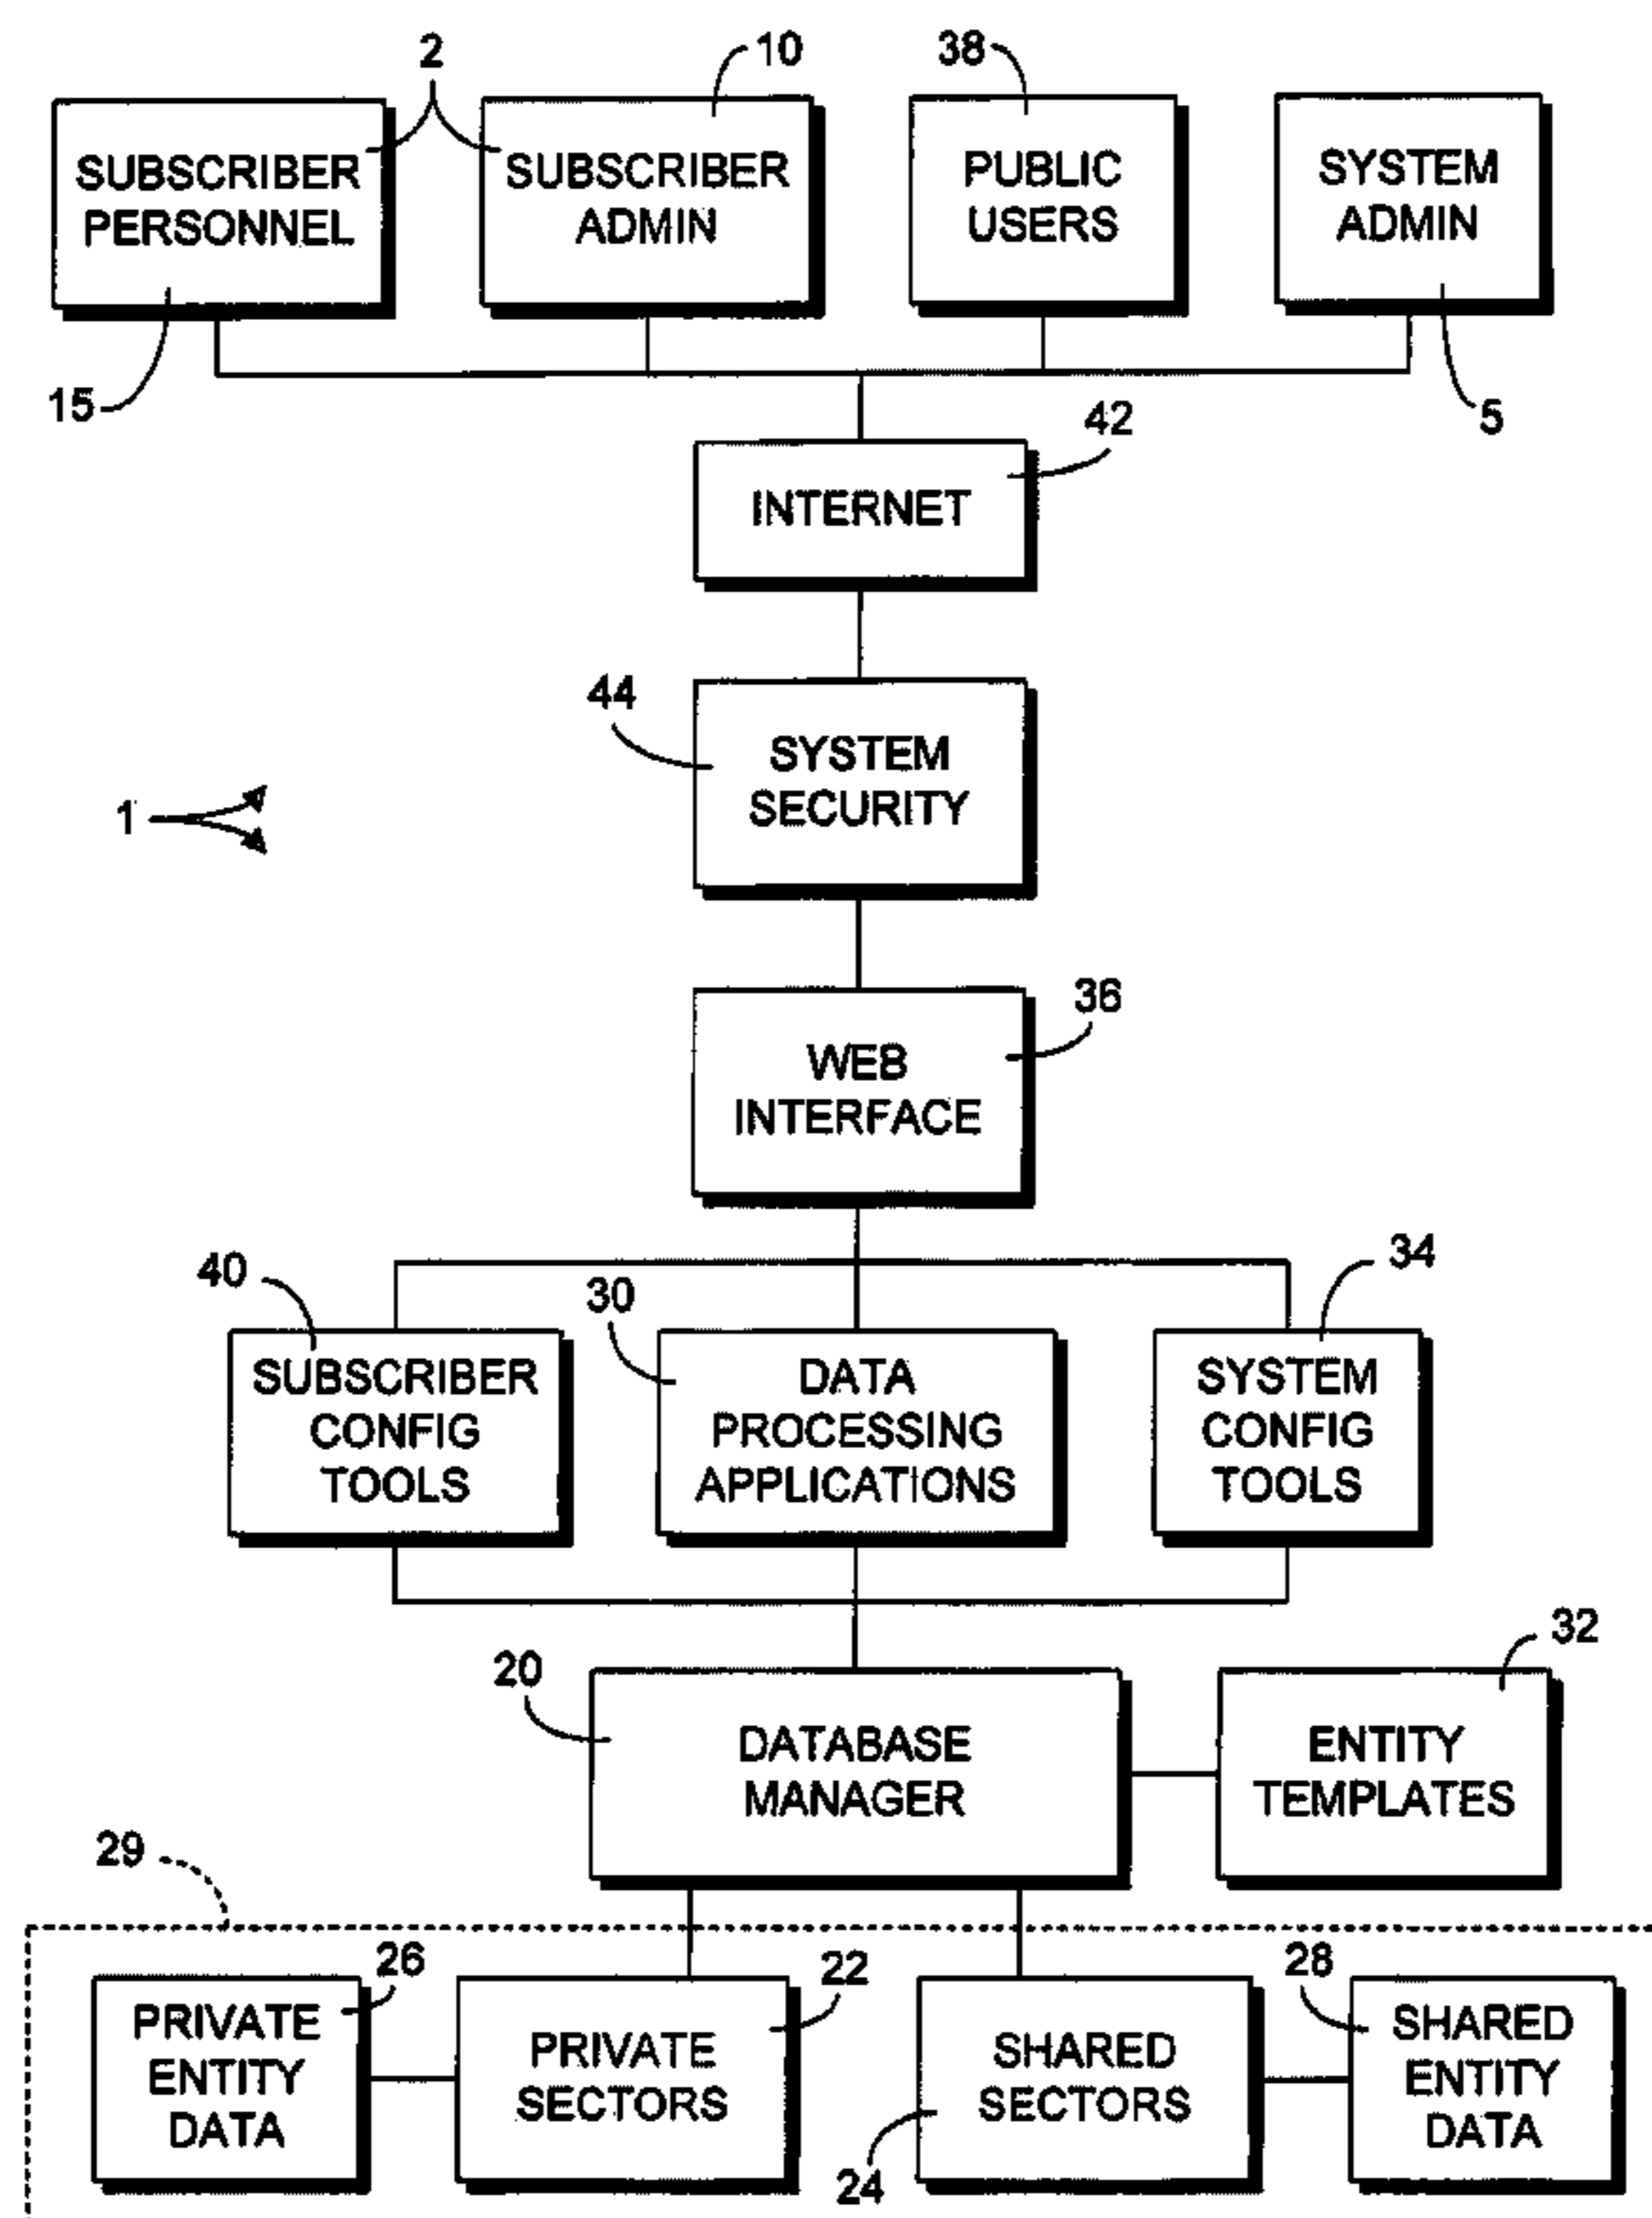 2
10
38
SUBSCRIBER
PERSONNEL
SUBSCRIBER
ADMIN
PUBLIC
USERS
SYSTEM
ADMIN
15
5
42
INTERNET
44
SYSTEM
SECURITY
1
36
WEB
INTERFACE
40
30
34
SUBSCRIBER
CONFIG
TOOLS
DATA
PROCESSING
APPLICATIONS
SYSTEM
CONFIG
TOOLS
20
32
DATABASE
MANAGER
ENTITY
TEMPLATES
29
26
22
28
PRIVATE
ENTITY
DATA
PRIVATE
SECTORS
SHARED
SECTORS
SHARED
ENTITY
DATA
24